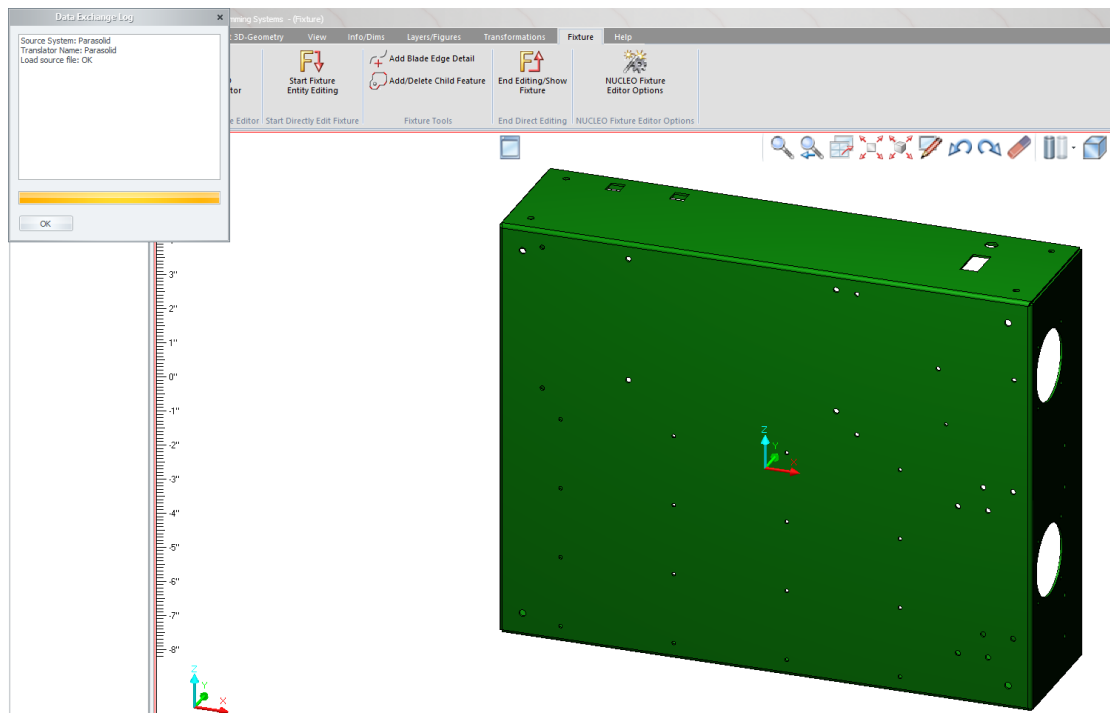 Data Exchange Log
Source System: Parasolid
Translator Name: Parasolid
Load source file: OK
OK
mming Systems - (Fixture)
3D-Geometry View Info/Dims Layers/Figures Transformations Fixture Help
Start Fixture
Entity Editing
Add Blade Edge Detail
Add/Delete Child Feature
End Editing/Show
Fixture
NUCLEO Fixture
Editor Options
tor
e Editor
Start Directly Edit Fixture
Fixture Tools
End Direct Editing
NUCLEO Fixture Editor Options
3"
2"
1"
0"
-1"
-2"
-3"
-4"
-5"
-6"
-7"
-8"
Z
Y
X
Z
Y
X